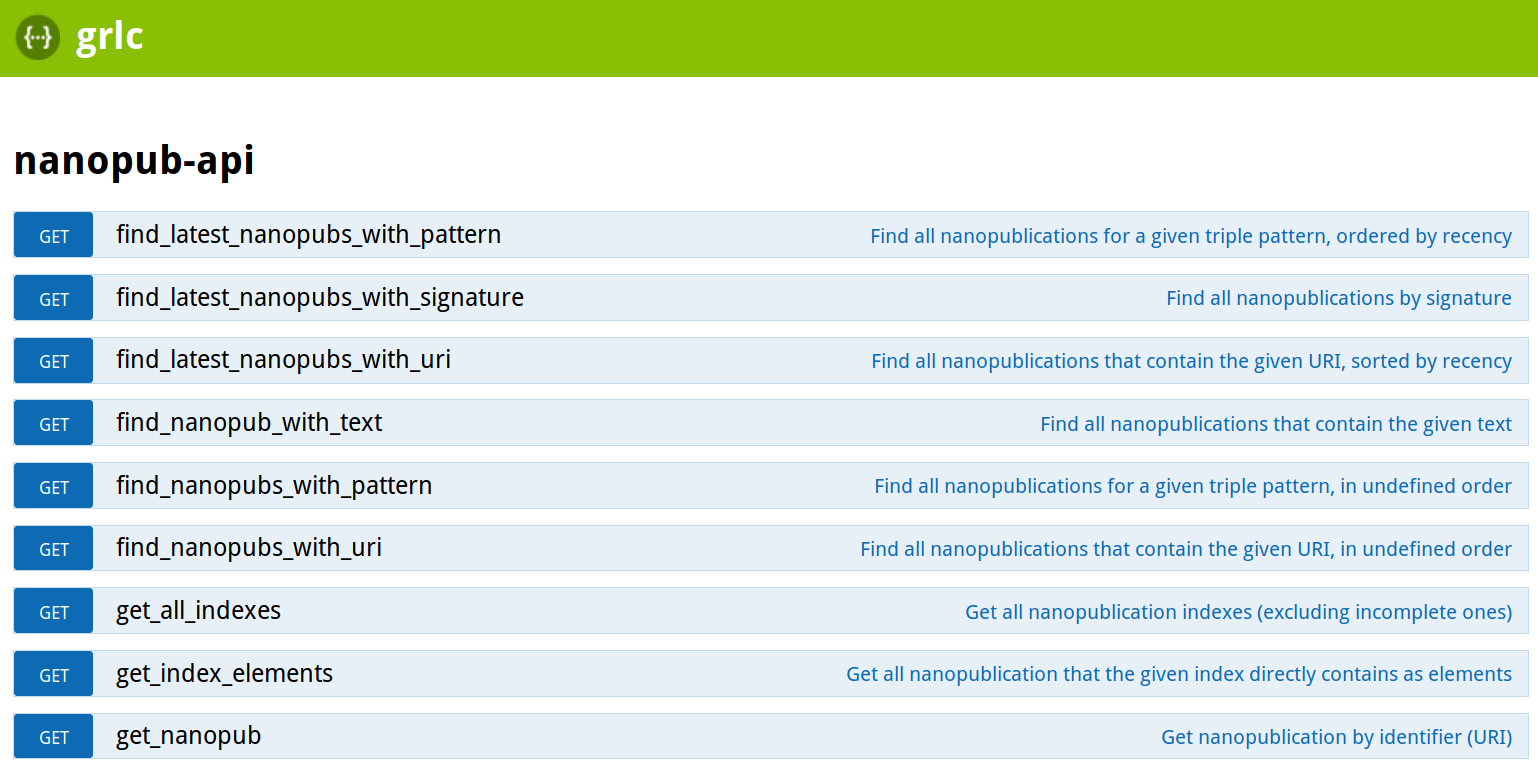 {···} grlc
nanopub-api
GET find_latest_nanopubs_with_pattern Find all nanopublications for a given triple pattern, ordered by recency
GET find_latest_nanopubs_with_signature Find all nanopublications by signature
GET find_latest_nanopubs_with_uri Find all nanopublications that contain the given URI, sorted by recency
GET find_nanopub_with_text Find all nanopublications that contain the given text
GET find_nanopubs_with_pattern Find all nanopublications for a given triple pattern, in undefined order
GET find_nanopubs_with_uri Find all nanopublications that contain the given URI, in undefined order
GET get_all_indexes Get all nanopublication indexes (excluding incomplete ones)
GET get_index_elements Get all nanopublication that the given index directly contains as elements
GET get_nanopub Get nanopublication by identifier (URI)